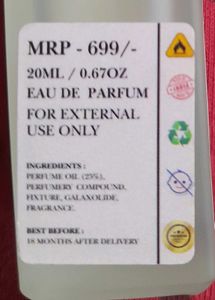 MRP - 699/-
20ML / 0.67OZ
EAU DE PARFUM
FOR EXTERNAL
USE ONLY
INGREDIENTS :
PERFUME OIL (25%),
PERFUMERY COMPOUND,
FIXTURE, GALAXOLIDE,
FRAGRANCE.
BEST BEFORE :
18 MONTHS AFTER DELIVERY